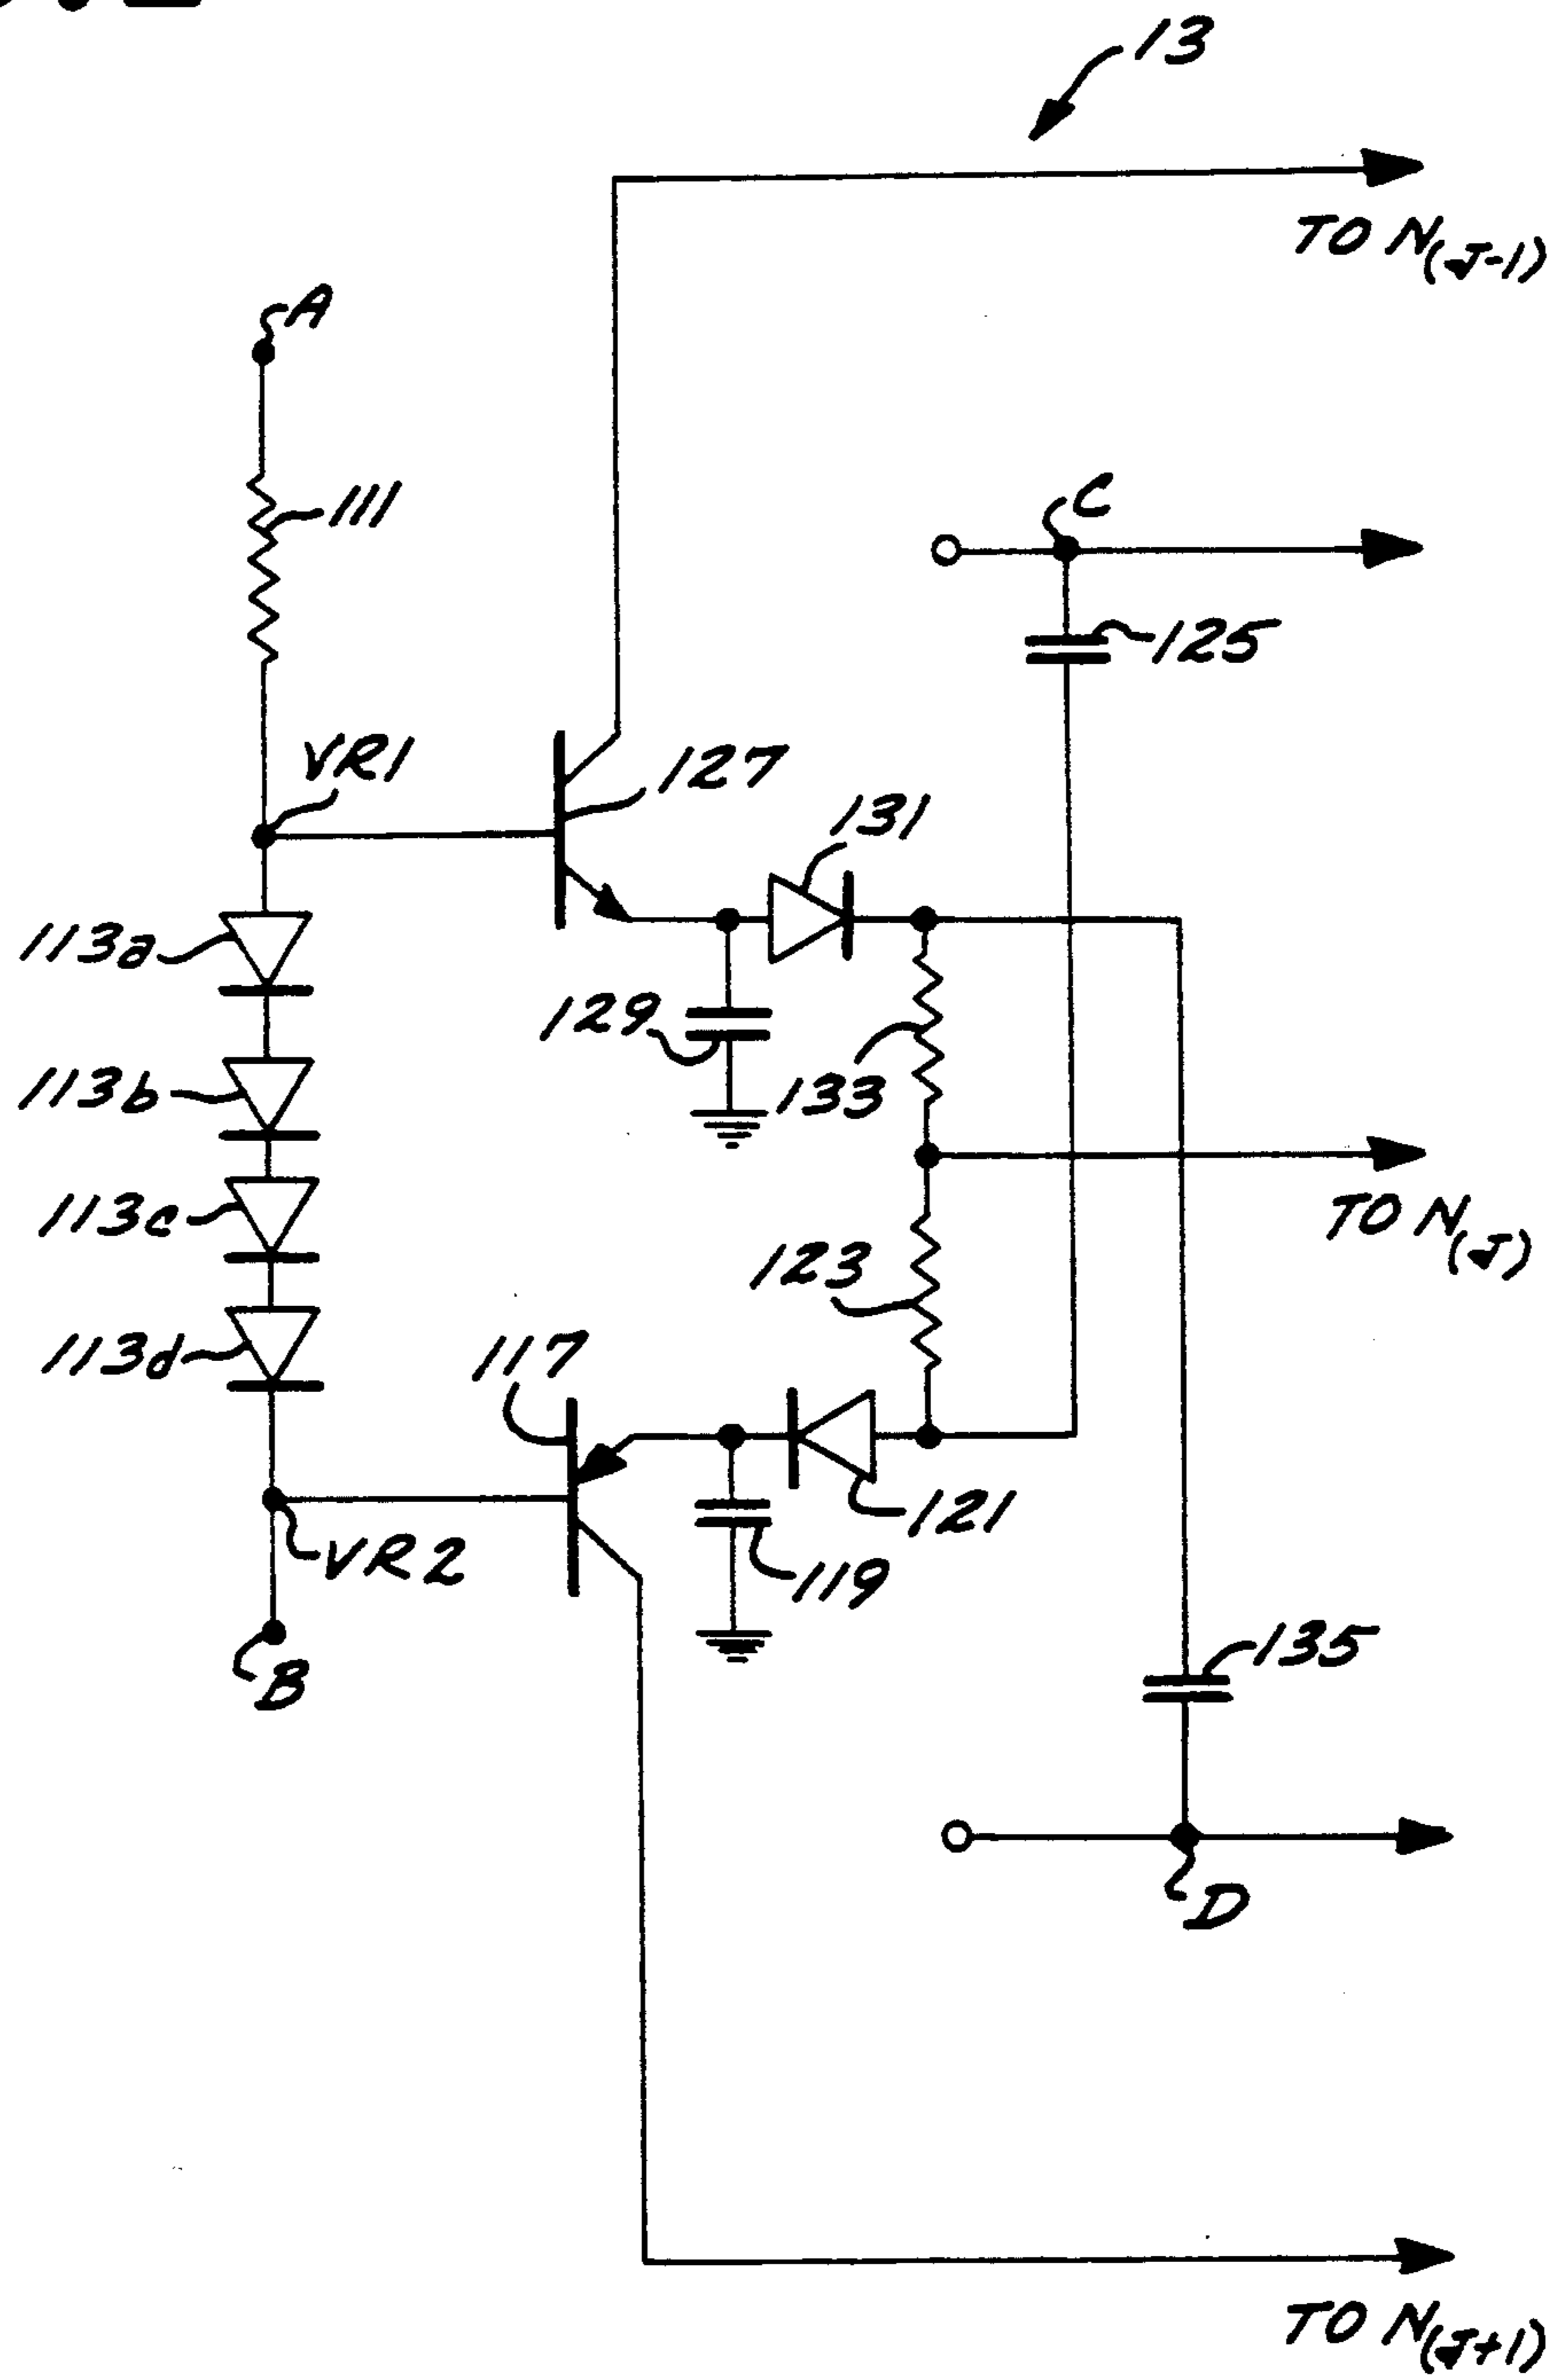 13
TO N(J-1)
A
111
C
125
VR1
127
131
113a
129
133
113b
TO N(J)
113c
123
113d
117
121
VR2
119
B
135
D
TO N(J+1)